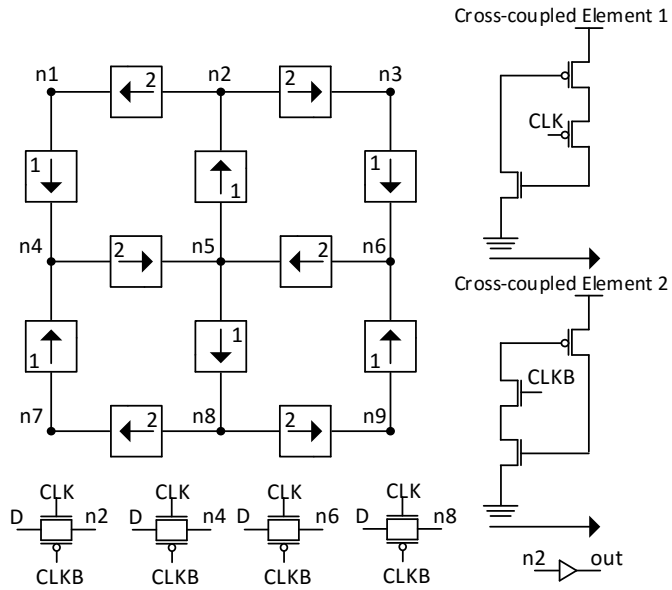 Cross-coupled Element 1
n1 2 n2 2 n3
CLK
1 1 1
n4 2 n5 2 n6
Cross-coupled Element 2
1 1 1
CLKB
n7 2 n8 2 n9
CLK CLK CLK CLK
D n2 D n4 D n6 D n8
CLKB CLKB CLKB CLKB
n2 out